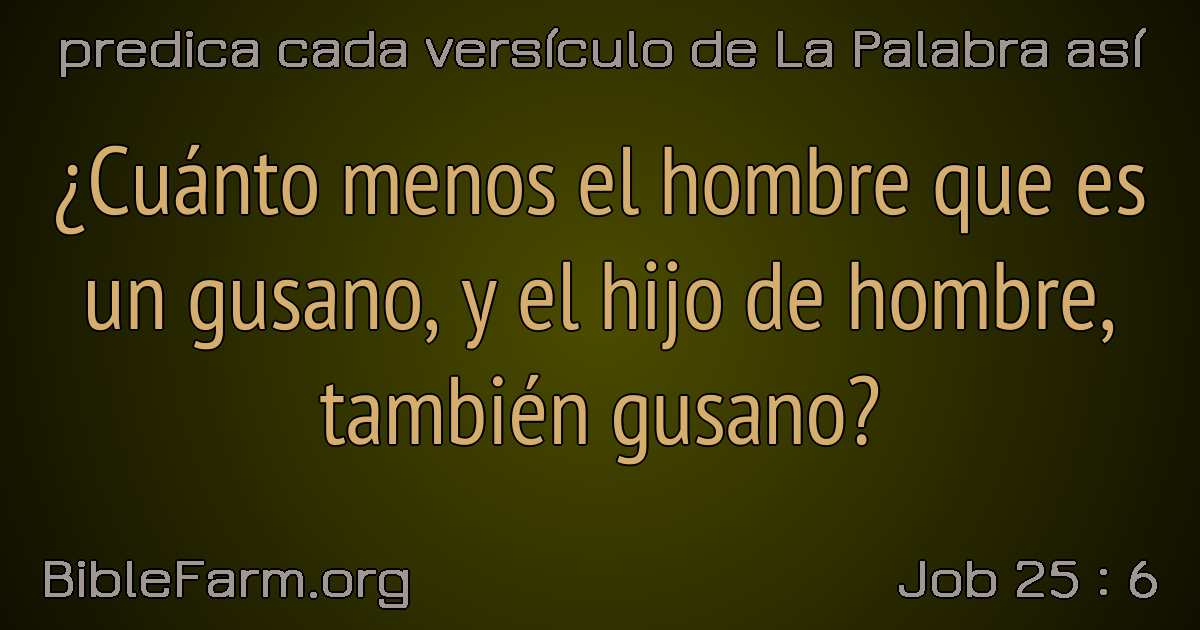 predica cada versículo de La Palabra así
¿Cuánto menos el hombre que es
un gusano, y el hijo de hombre,
también gusano?
BibleFarm.org
Job 25 : 6